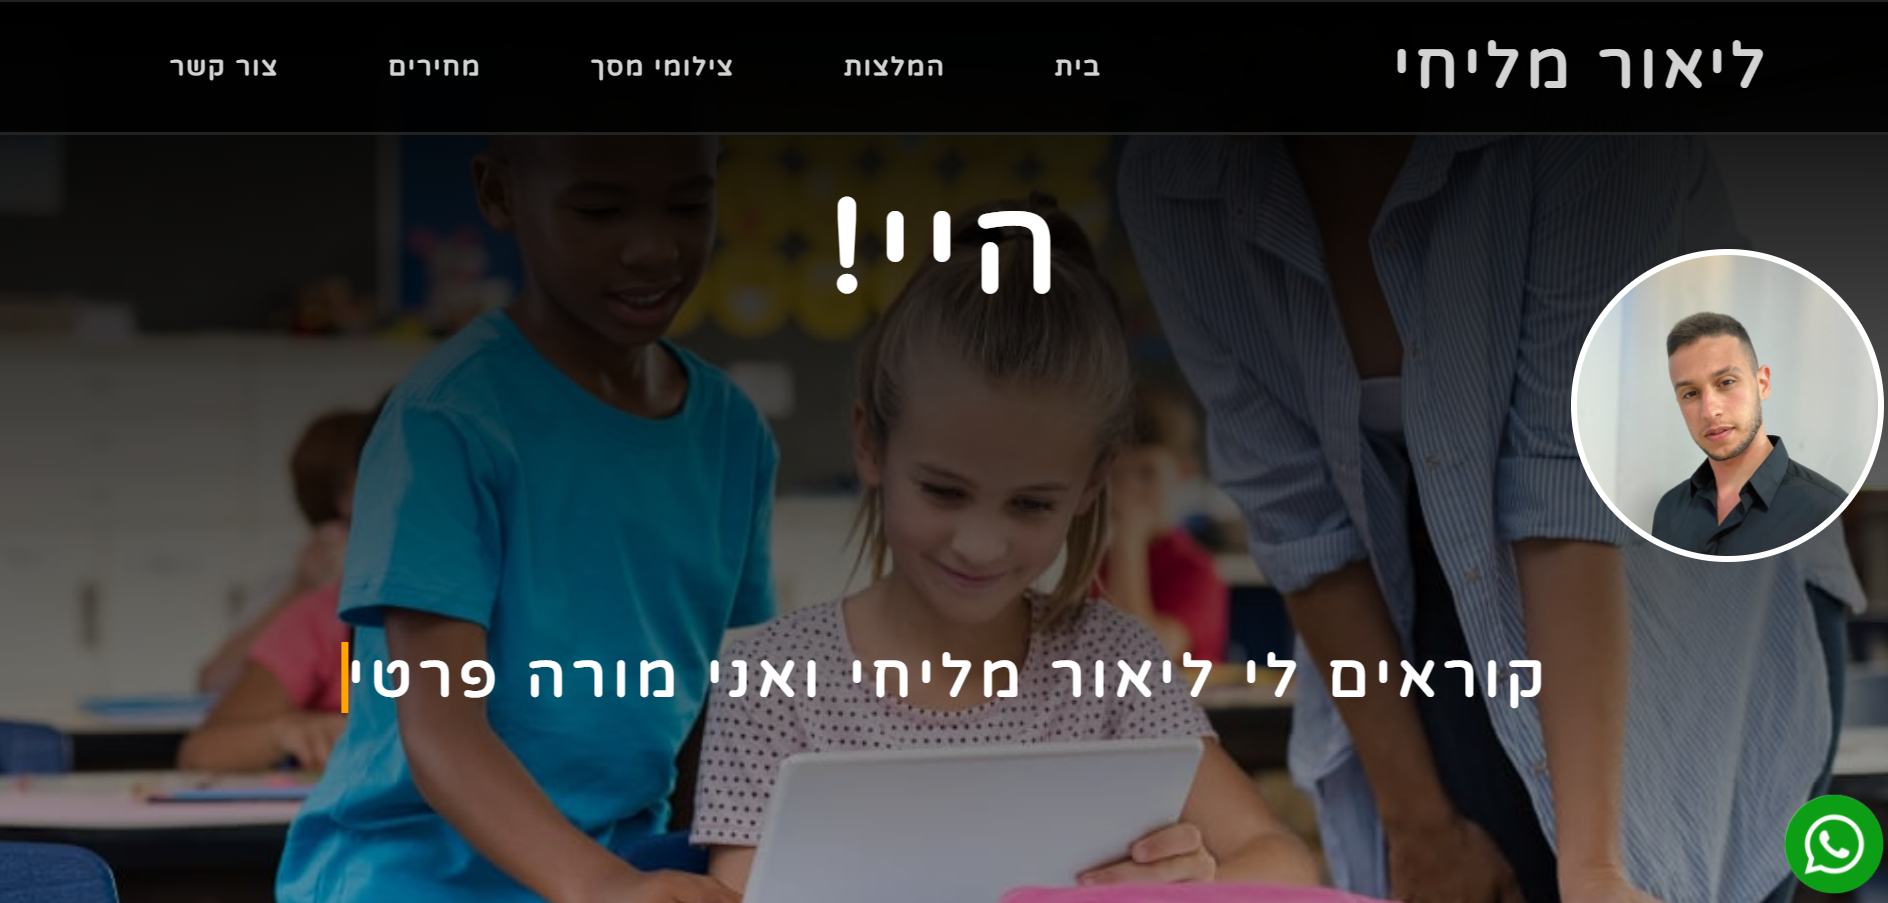 ליאור מליחי
בית
המלצות
צילומי מסך
מחירים
צור קשר
היי!
קוראים לי ליאור מליחי ואני מורה פרטי